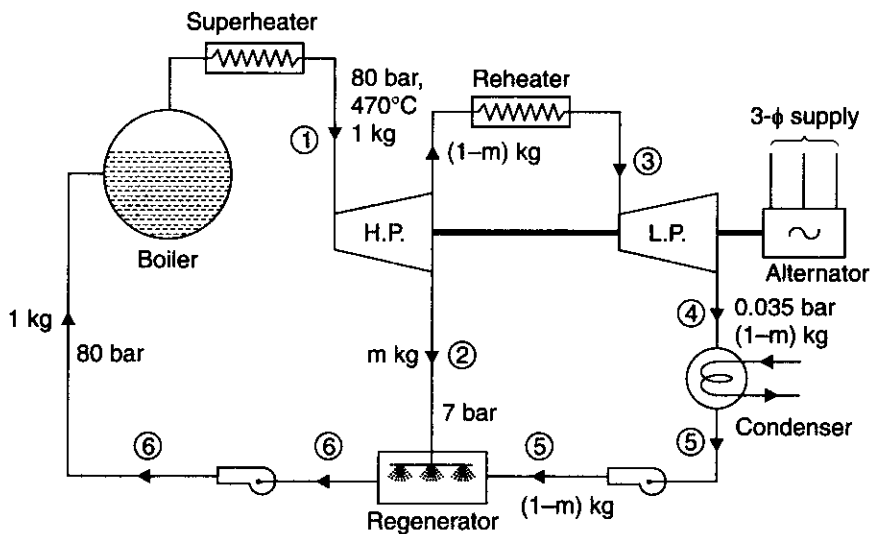 Superheater
80 bar,
470°C
1 kg
①
Reheater
(1–m) kg
③
3-ϕ supply
H.P.
L.P.
Boiler
Alternator
④
0.035 bar
(1–m) kg
1 kg
80 bar
m kg
②
7 bar
Condenser
⑥
⑥
⑤
⑤
(1–m) kg
Regenerator